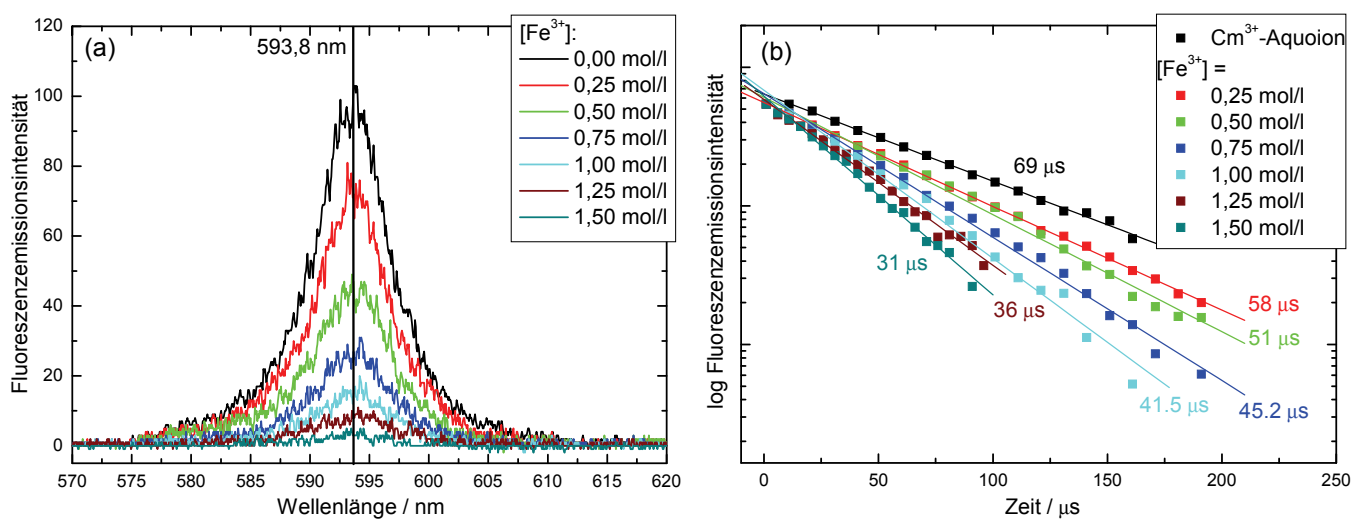 (a)
593,8 nm
[Fe³⁺]:
0,00 mol/l
0,25 mol/l
0,50 mol/l
0,75 mol/l
1,00 mol/l
1,25 mol/l
1,50 mol/l
Fluoreszenzemissionsintensität
120
100
80
60
40
20
0
570 575 580 585 590 595 600 605 610 615 620
Wellenlänge / nm
(b)
Cm³⁺-Aquoion
[Fe³⁺] =
0,25 mol/l
0,50 mol/l
0,75 mol/l
1,00 mol/l
1,25 mol/l
1,50 mol/l
log Fluoreszenzemissionsintensität
69 µs
31 µs
36 µs
58 µs
51 µs
45.2 µs
41.5 µs
0 50 100 150 200 250
Zeit / µs